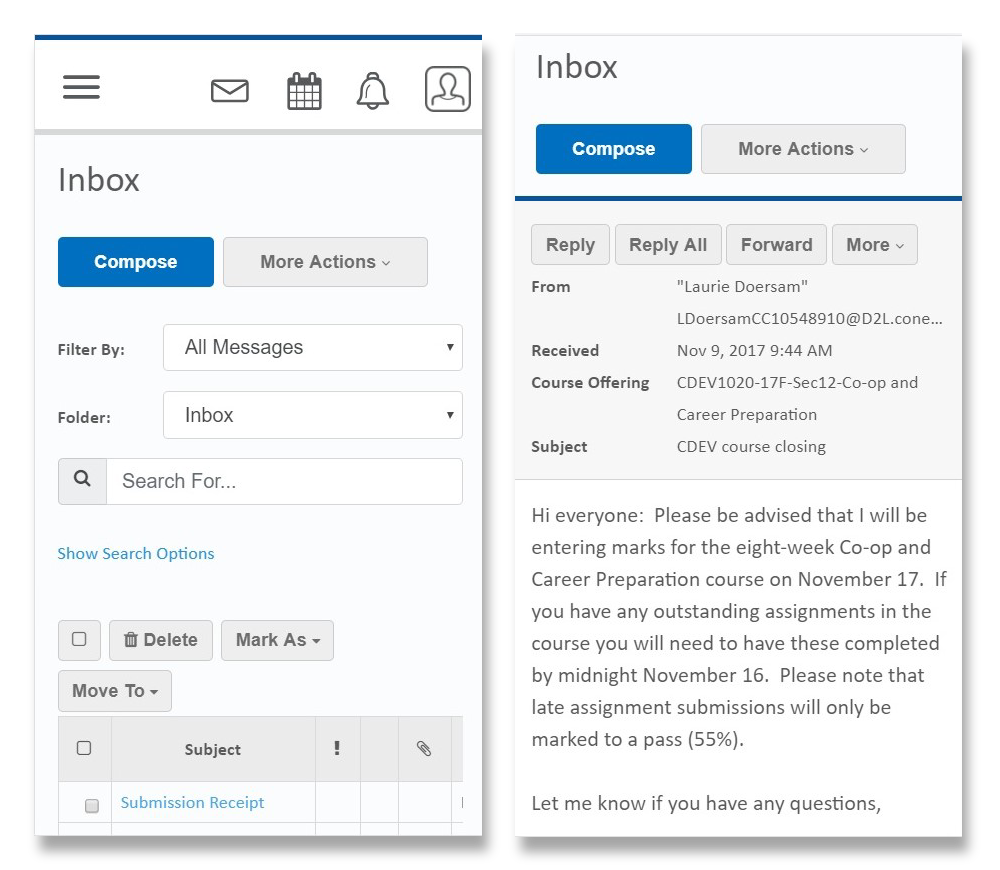 Inbox
Compose
More Actions
Filter By:
All Messages
Folder:
Inbox
Search For...
Show Search Options
Delete
Mark As
Move To
Subject !
Submission Receipt
Inbox
Compose
More Actions
Reply Reply All Forward More
From "Laurie Doersam"
LDoersamCC10548910@D2L.cone...
Received Nov 9, 2017 9:44 AM
Course Offering CDEV1020-17F-Sec12-Co-op and
Career Preparation
Subject CDEV course closing
Hi everyone:  Please be advised that I will be
entering marks for the eight-week Co-op and
Career Preparation course on November 17.  If
you have any outstanding assignments in the
course you will need to have these completed
by midnight November 16.  Please note that
late assignment submissions will only be
marked to a pass (55%).
Let me know if you have any questions,